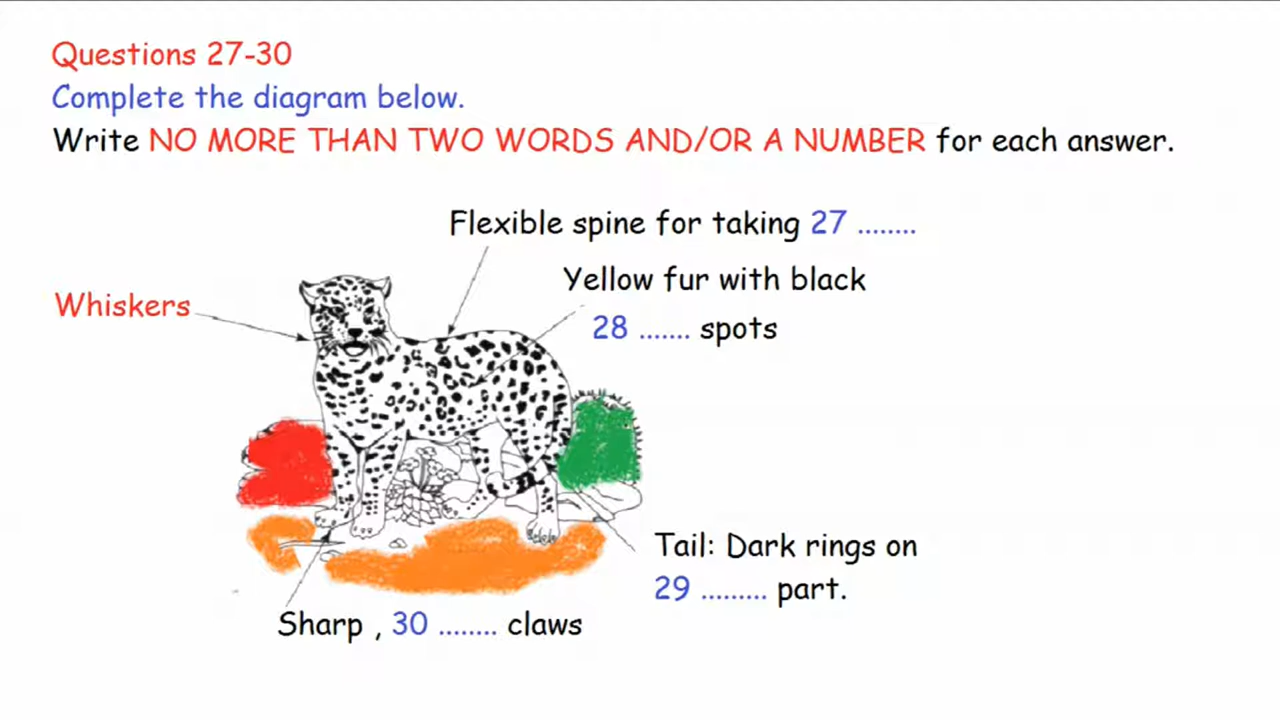 Questions 27-30
Complete the diagram below.
Write NO MORE THAN TWO WORDS AND/OR A NUMBER for each answer.
Flexible spine for taking 27 ........
Yellow fur with black
28 ....... spots
Whiskers
Tail: Dark rings on
29 ......... part.
Sharp , 30 ........ claws